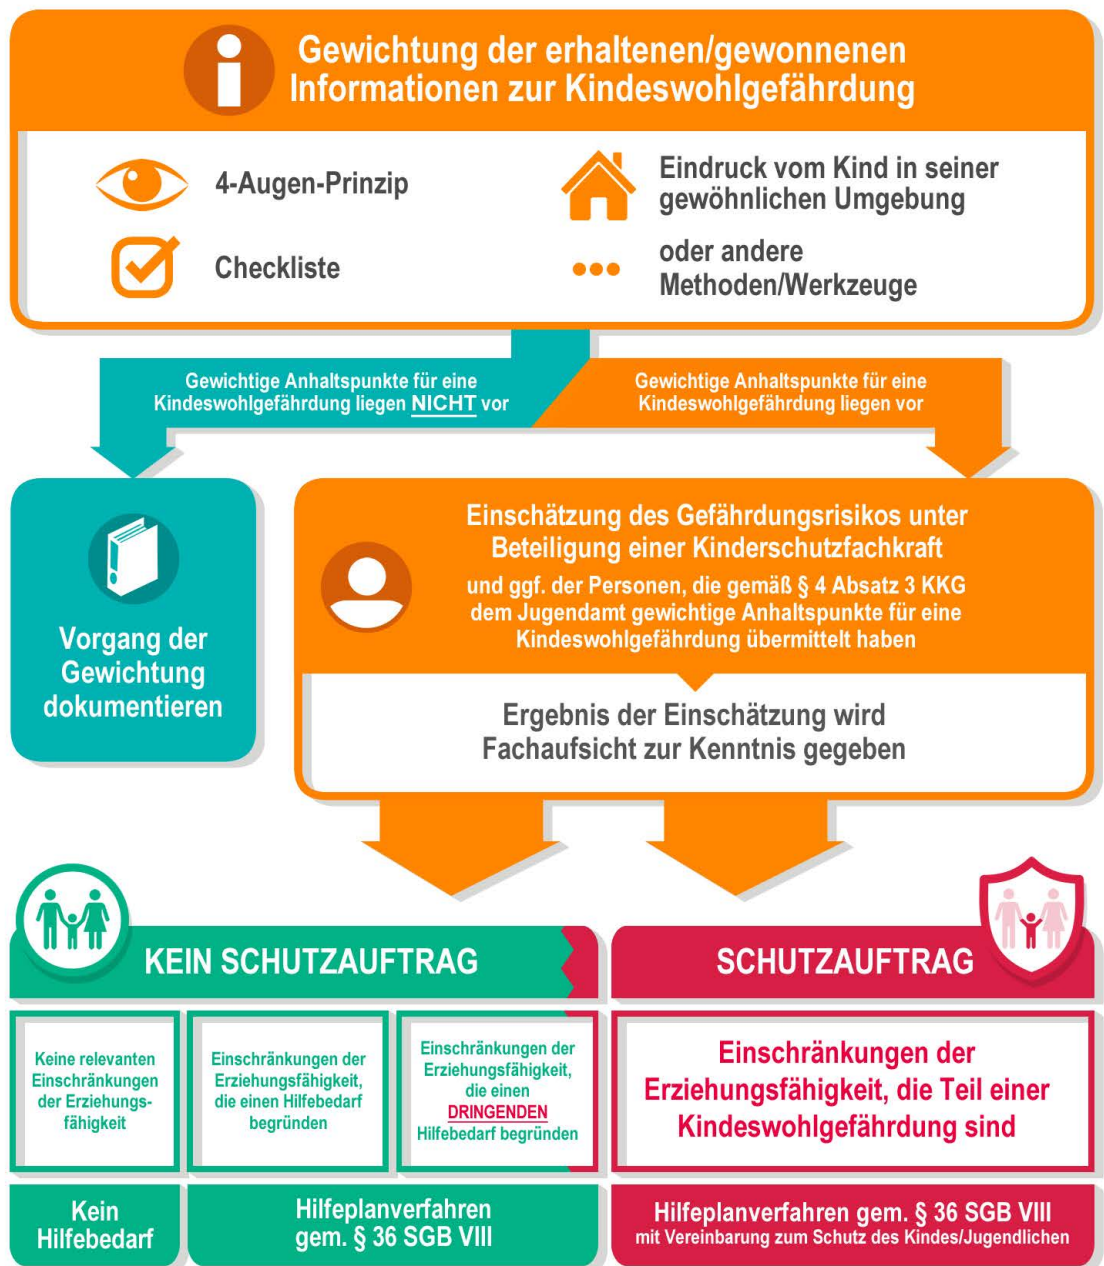 Gewichtung der erhaltenen/gewonnenen
Informationen zur Kindeswohlgefährdung
4-Augen-Prinzip
Eindruck vom Kind in seiner
gewöhnlichen Umgebung
Checkliste
oder andere
Methoden/Werkzeuge
Gewichtige Anhaltspunkte für eine
Kindeswohlgefährdung liegen NICHT vor
Gewichtige Anhaltspunkte für eine
Kindeswohlgefährdung liegen vor
Vorgang der
Gewichtung
dokumentieren
Einschätzung des Gefährdungsrisikos unter
Beteiligung einer Kinderschutzfachkraft
und ggf. der Personen, die gemäß § 4 Absatz 3 KKG
dem Jugendamt gewichtige Anhaltspunkte für eine
Kindeswohlgefährdung übermittelt haben
Ergebnis der Einschätzung wird
Fachaufsicht zur Kenntnis gegeben
KEIN SCHUTZAUFTRAG
SCHUTZAUFTRAG
Keine relevanten
Einschränkungen
der Erziehungs-
fähigkeit
Einschränkungen der
Erziehungsfähigkeit,
die einen Hilfebedarf
begründen
Einschränkungen der
Erziehungsfähigkeit,
die einen
DRINGENDEN
Hilfebedarf begründen
Einschränkungen der
Erziehungsfähigkeit, die Teil einer
Kindeswohlgefährdung sind
Kein
Hilfebedarf
Hilfeplanverfahren
gem. § 36 SGB VIII
Hilfeplanverfahren gem. § 36 SGB VIII
mit Vereinbarung zum Schutz des Kindes/Jugendlichen